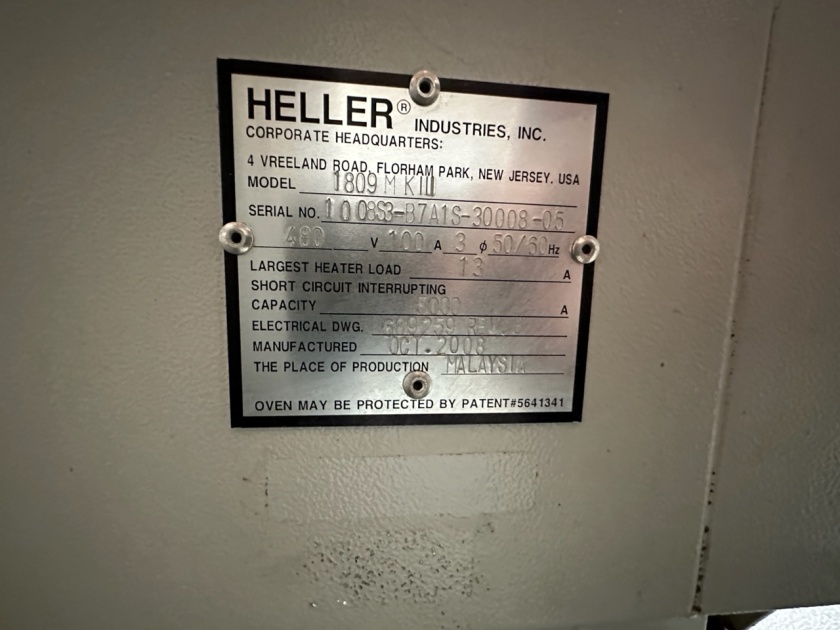 HELLER® INDUSTRIES, INC.
CORPORATE HEADQUARTERS:
4 VREELAND ROAD, FLORHAM PARK, NEW JERSEY. USA
MODEL 1809 M KIII
SERIAL NO. 1008S3-B7A1S-30008-05
480 V 100 A 3 ϕ 50/60 Hz
LARGEST HEATER LOAD 13 A
SHORT CIRCUIT INTERRUPTING
CAPACITY 5000 A
ELECTRICAL DWG. 669259
MANUFACTURED OCT.2008
THE PLACE OF PRODUCTION MALAYSIA
OVEN MAY BE PROTECTED BY PATENT#5641341